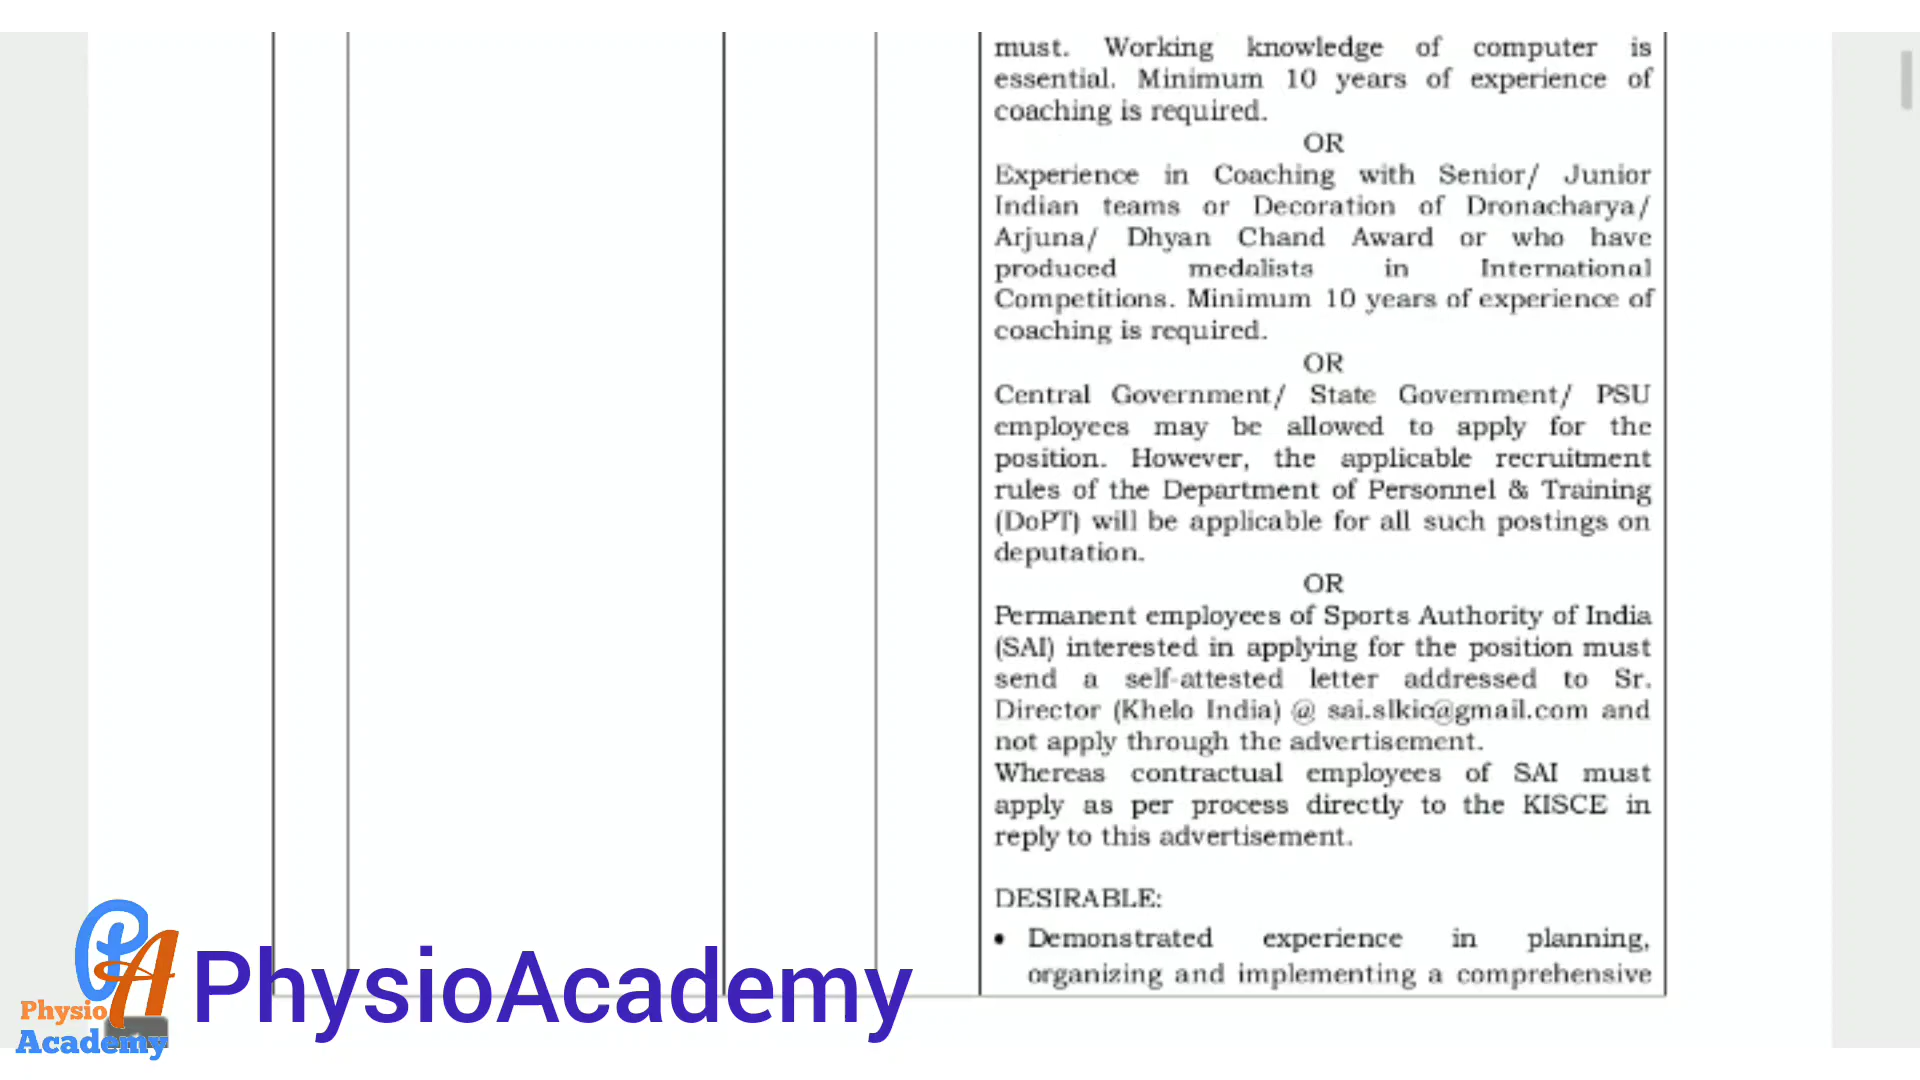 must. Working knowledge of computer is
essential. Minimum 10 years of experience of
coaching is required.
OR
Experience in Coaching with Senior/ Junior
Indian teams or Decoration of Dronacharya/
Arjuna/ Dhyan Chand Award or who have
produced medalists in International
Competitions. Minimum 10 years of experience of
coaching is required.
OR
Central Government/ State Government/ PSU
employees may be allowed to apply for the
position. However, the applicable recruitment
rules of the Department of Personnel & Training
(DoPT) will be applicable for all such postings on
deputation.
OR
Permanent employees of Sports Authority of India
(SAI) interested in applying for the position must
send a self-attested letter addressed to Sr.
Director (Khelo India) @ and
not apply through the advertisement.
Whereas contractual employees of SAI must
apply as per process directly to the KISCE in
reply to this advertisement.
DESIRABLE:
• Demonstrated experience in planning,
organizing and implementing a comprehensive
PA
Physio
Academy
PhysioAcademy